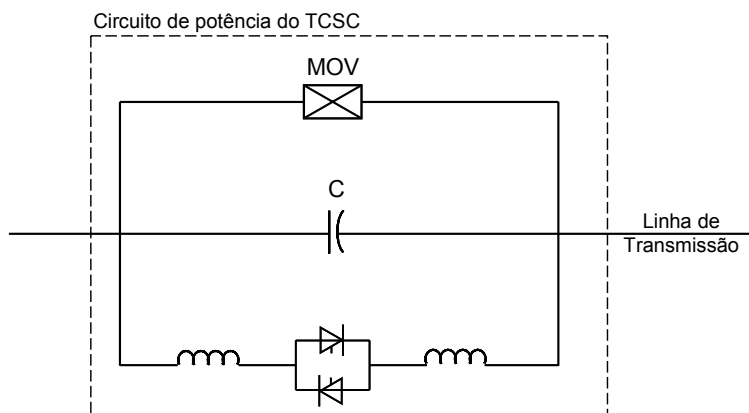 Circuito de potência do TCSC
MOV
C
Linha de
Transmissão